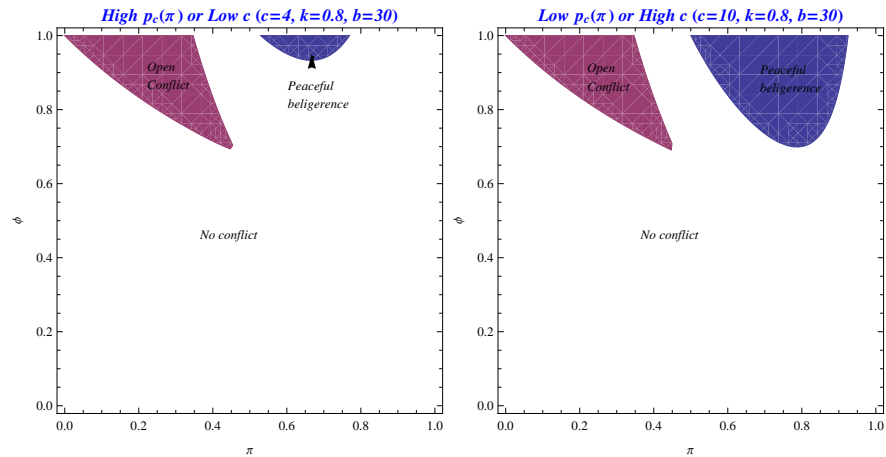 High p_c(π) or Low c (c=4, k=0.8, b=30)
1.0
0.8
0.6
0.4
0.2
0.0
ϕ
Open
Conflict
Peaceful
beligerence
No conflict
0.0 0.2 0.4 0.6 0.8 1.0
π
Low p_c(π) or High c (c=10, k=0.8, b=30)
1.0
0.8
0.6
0.4
0.2
0.0
ϕ
Open
Conflict
Peaceful
beligerence
No conflict
0.0 0.2 0.4 0.6 0.8 1.0
π